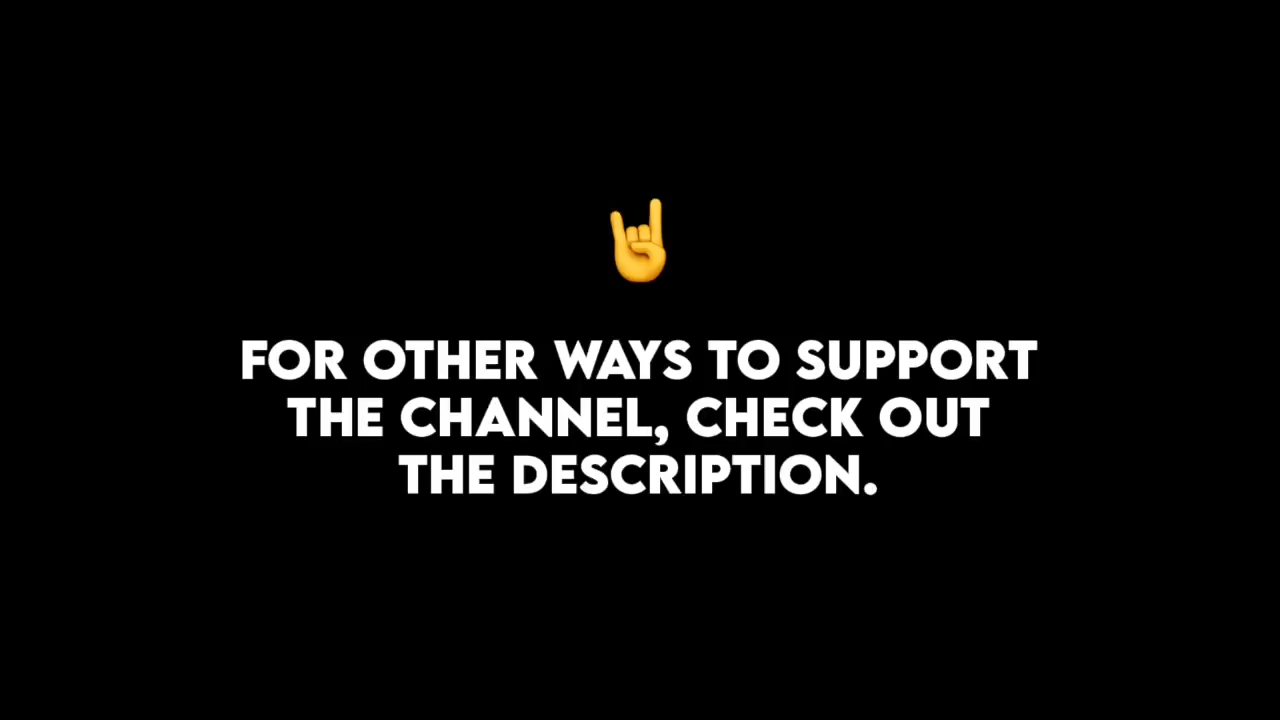 FOR OTHER WAYS TO SUPPORT
THE CHANNEL, CHECK OUT
THE DESCRIPTION.